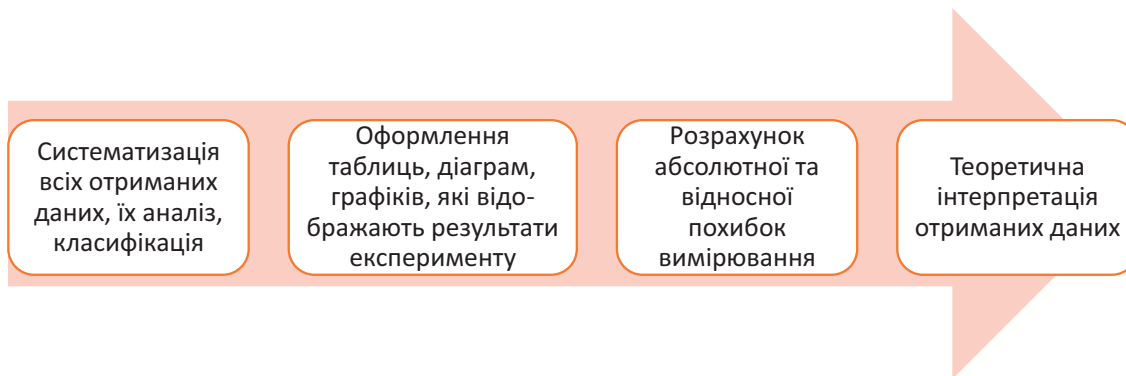 Систематизація
всіх отриманих
даних, їх аналіз,
класифікація
Оформлення
таблиць, діаграм,
графіків, які відо-
бражають результати
експерименту
Розрахунок
абсолютної та
відносної
похибок
вимірювання
Теоретична
інтерпретація
отриманих даних